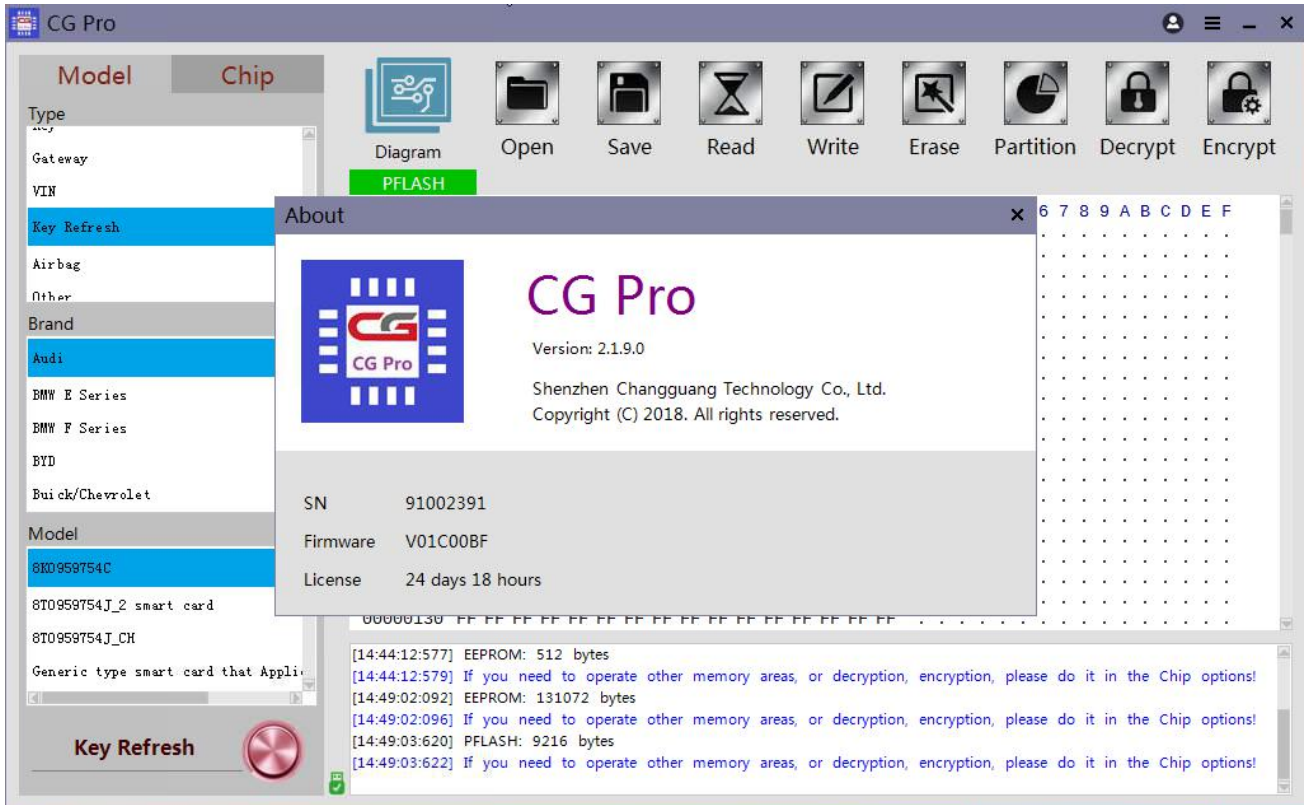 CG Pro
Model Chip
Type
Gateway
VIN
Key Refresh
Airbag
Other
Brand
Audi
BMW E Series
BMW F Series
BYD
Buick/Chevrolet
Model
8K0959754C
8T0959754J_2 smart card
8T0959754J_CH
Generic type smart card that Appli
Key Refresh
Diagram Open Save Read Write Erase Partition Decrypt Encrypt
PFLASH
6 7 8 9 A B C D E F
About
CG
CG Pro
CG Pro
Version: 2.1.9.0
Shenzhen Changguang Technology Co., Ltd.
Copyright (C) 2018. All rights reserved.
SN 91002391
Firmware V01C00BF
License 24 days 18 hours
00000130 FF FF FF FF FF FF FF FF FF FF FF FF FF FF FF FF . . . . . . . . . . . . . . . .
[14:44:12:577] EEPROM: 512 bytes
[14:44:12:579] If you need to operate other memory areas, or decryption, encryption, please do it in the Chip options!
[14:49:02:092] EEPROM: 131072 bytes
[14:49:02:096] If you need to operate other memory areas, or decryption, encryption, please do it in the Chip options!
[14:49:03:620] PFLASH: 9216 bytes
[14:49:03:622] If you need to operate other memory areas, or decryption, encryption, please do it in the Chip options!